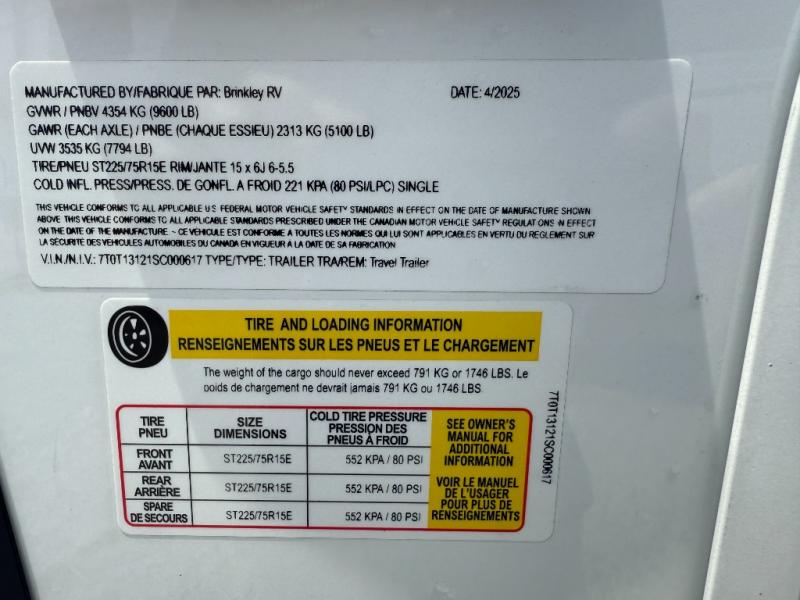 MANUFACTURED BY/FABRIQUE PAR: Brinkley RV DATE: 4/2025
GVWR / PNBV 4354 KG (9600 LB)
GAWR (EACH AXLE) / PNBE (CHAQUE ESSIEU) 2313 KG (5100 LB)
UVW 3535 KG (7794 LB)
TIRE/PNEU ST225/75R15E RIM/JANTE 15 x 6J 6-5.5
COLD INFL. PRESS/PRESS. DE GONFL. A FROID 221 KPA (80 PSI/LPC) SINGLE
THIS VEHICLE CONFORMS TO ALL APPLICABLE U.S. FEDERAL MOTOR VEHICLE SAFETY STANDARDS IN EFFECT ON THE DATE OF MANUFACTURE SHOWN
ABOVE THIS VEHICLE CONFORMS TO ALL APPLICABLE STANDARDS PRESCRIBED UNDER THE CANADIAN MOTOR VEHICLE SAFETY REGULATIONS IN EFFECT
ON THE DATE OF THE MANUFACTURE. ~ CE VEHICULE EST CONFORME A TOUTES LES NORMES QUI LUI SONT APPLICABLES EN VERTU DU REGLEMENT SUR
LA SÉCURITÉ DES VEHICULES AUTOMOBILES DU CANADA EN VIGUEUR A LA DATE DE SA FABRICATION
V.I.N./N.I.V.: 7T0T13121SC000617 TYPE/TYPE: TRAILER TRA/REM: Travel Trailer
TIRE AND LOADING INFORMATION
RENSEIGNEMENTS SUR LES PNEUS ET LE CHARGEMENT
The weight of the cargo should never exceed 791 KG or 1746 LBS. Le
poids de chargement ne devrait jamais 791 KG ou 1746 LBS.
TIRE
PNEU
SIZE
DIMENSIONS
COLD TIRE PRESSURE
PRESSION DES
PNEUS À FROID
SEE OWNER'S
MANUAL FOR
ADDITIONAL
INFORMATION
FRONT
AVANT
ST225/75R15E
552 KPA / 80 PSI
REAR
ARRIÈRE
ST225/75R15E
552 KPA / 80 PSI
SPARE
DE SECOURS
ST225/75R15E
552 KPA / 80 PSI
VOIR LE MANUEL
DE L'USAGER
POUR PLUS DE
RENSEIGNEMENTS
7T0T13121SC000617